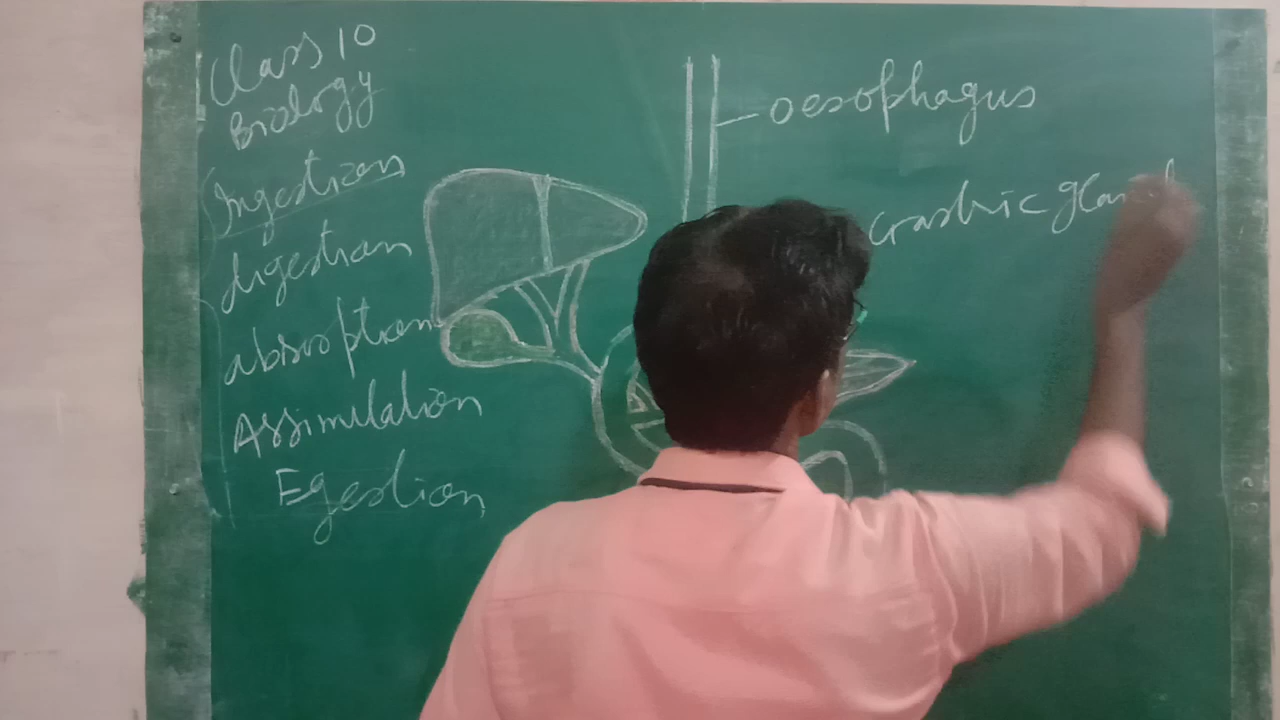 Class 10
Biology
Ingestion
digestion
absorption
Assimilation
Egestion
oesophagus
Gastric gland